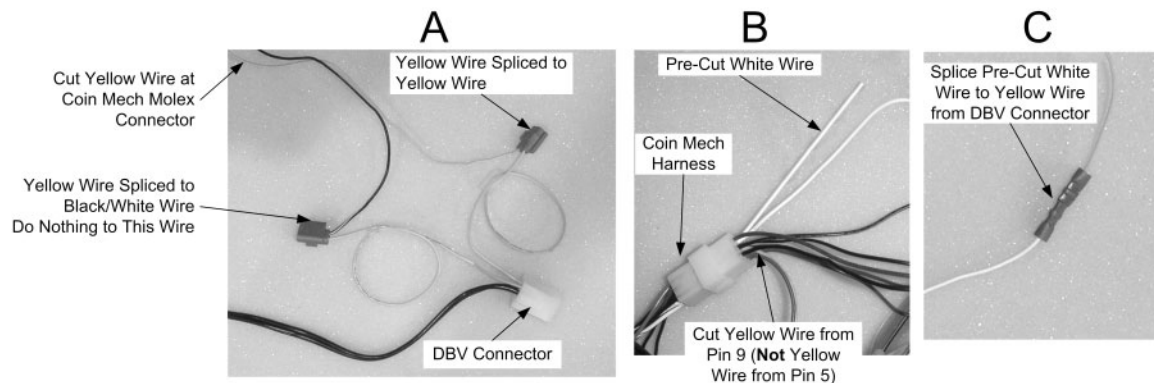 A
B
C
Cut Yellow Wire at
Coin Mech Molex
Connector
Yellow Wire Spliced to
Yellow Wire
Yellow Wire Spliced to
Black/White Wire
Do Nothing to This Wire
DBV Connector
Pre-Cut White Wire
Coin Mech
Harness
Cut Yellow Wire from
Pin 9 (Not Yellow
Wire from Pin 5)
Splice Pre-Cut White
Wire to Yellow Wire
from DBV Connector